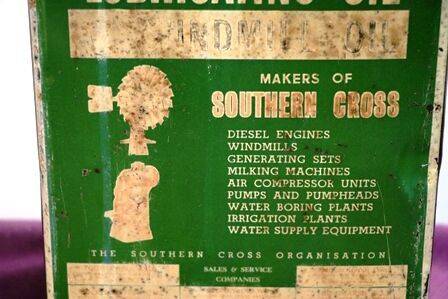 LUBRICATING OIL
WINDMILL OIL
MAKERS OF
SOUTHERN CROSS
DIESEL ENGINES
WINDMILLS
GENERATING SETS
MILKING MACHINES
AIR COMPRESSOR UNITS
PUMPS AND PUMPHEADS
WATER BORING PLANTS
IRRIGATION PLANTS
WATER SUPPLY EQUIPMENT
THE SOUTHERN CROSS ORGANISATION
SALES & SERVICE
COMPANIES